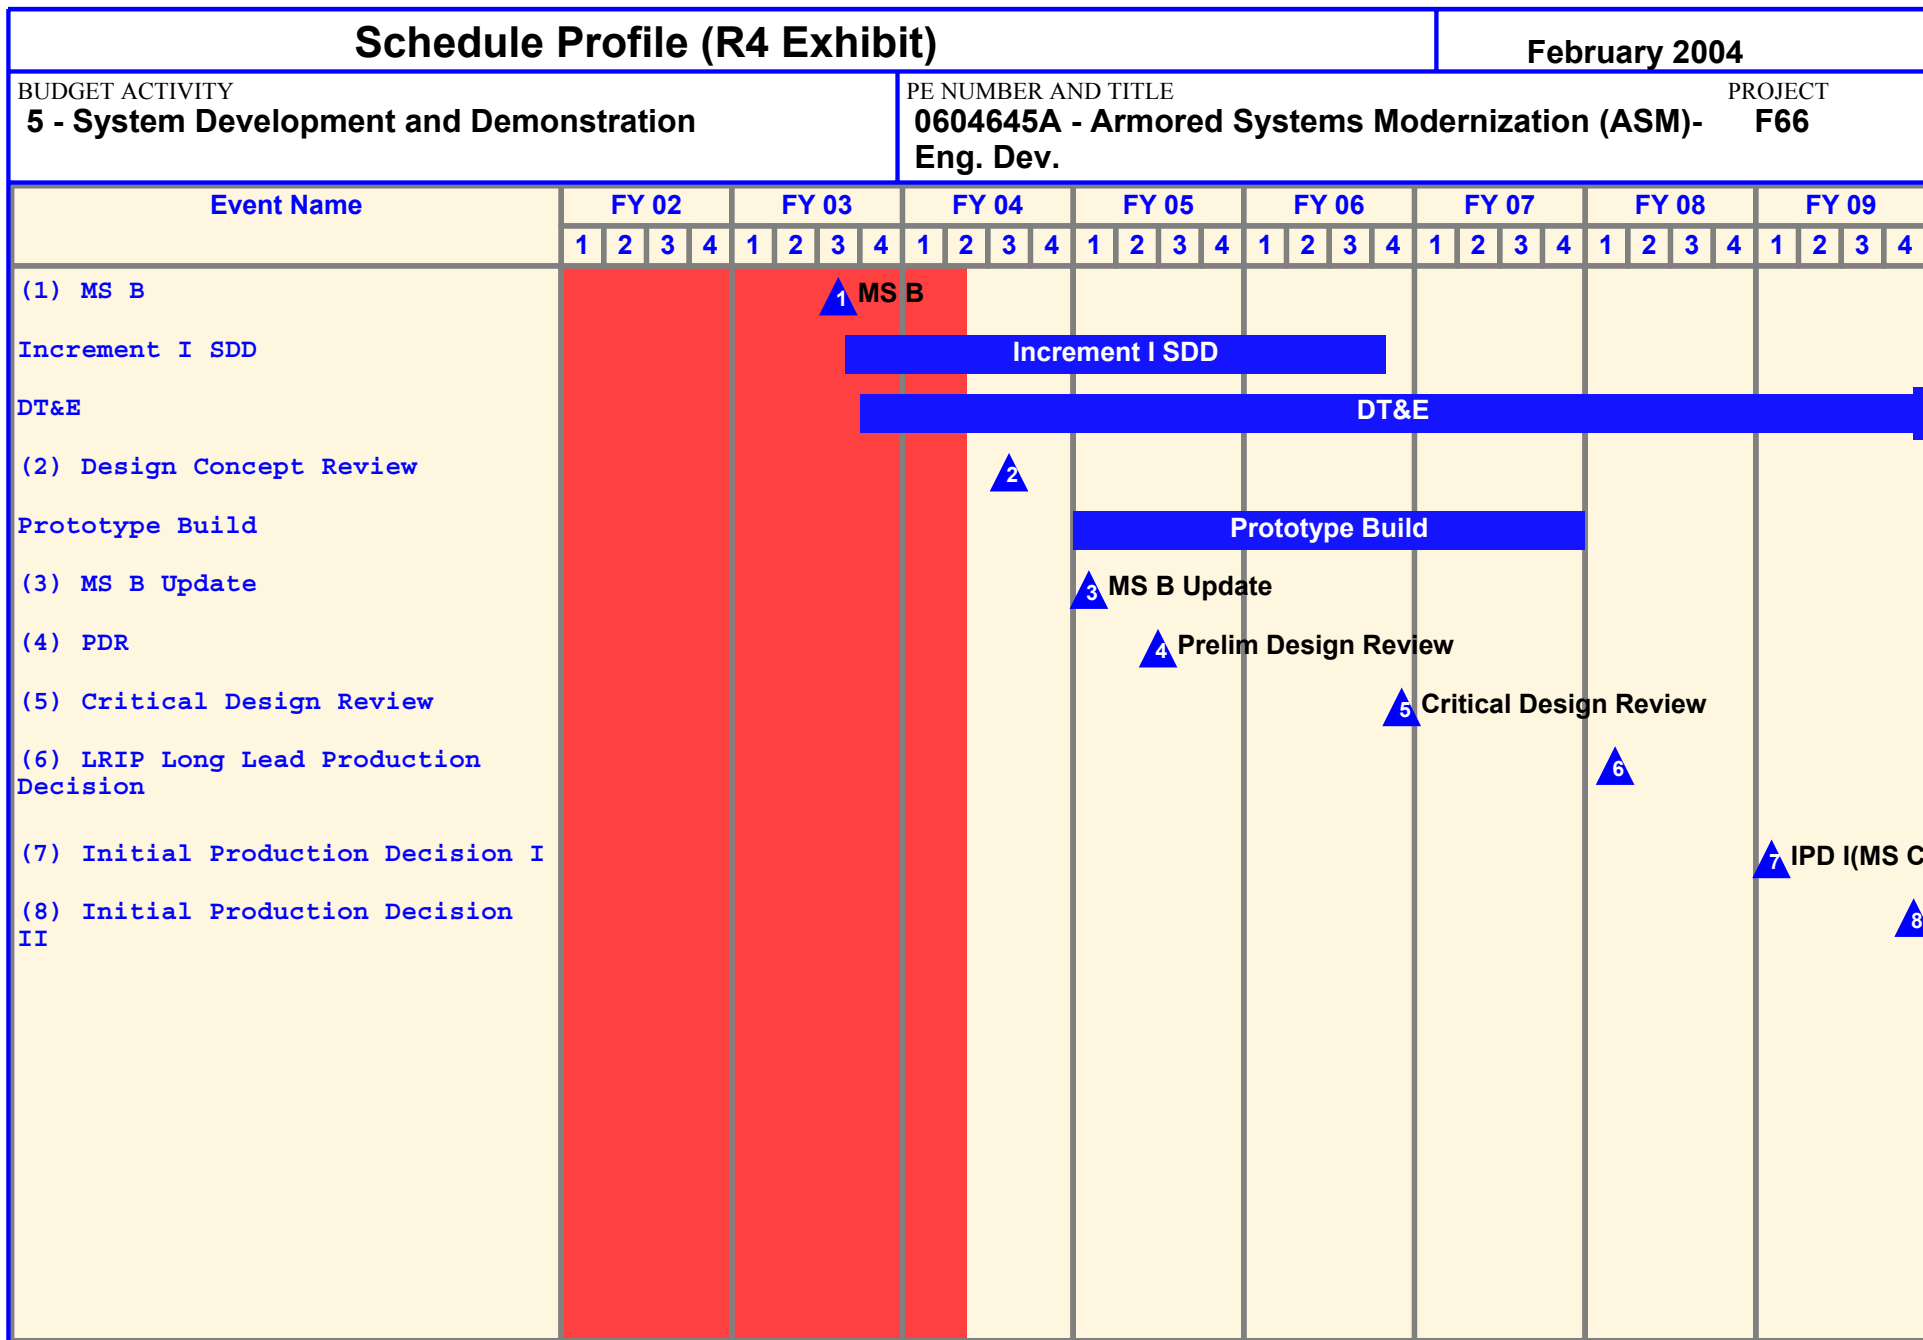 Schedule Profile (R4 Exhibit)
February 2004
BUDGET ACTIVITY
5 - System Development and Demonstration
PE NUMBER AND TITLE
0604645A - Armored Systems Modernization (ASM)-
Eng. Dev.
PROJECT
F66
Event Name FY 02 FY 03 FY 04 FY 05 FY 06 FY 07 FY 08 FY 09
1 2 3 4 1 2 3 4 1 2 3 4 1 2 3 4 1 2 3 4 1 2 3 4 1 2 3 4 1 2 3 4
(1) MS B 1 MS B
Increment I SDD Increment I SDD
DT&E DT&E
(2) Design Concept Review 2
Prototype Build Prototype Build
(3) MS B Update 3 MS B Update
(4) PDR 4 Prelim Design Review
(5) Critical Design Review 5 Critical Design Review
(6) LRIP Long Lead Production
Decision
6
(7) Initial Production Decision I 7 IPD I(MS C
(8) Initial Production Decision
II
8